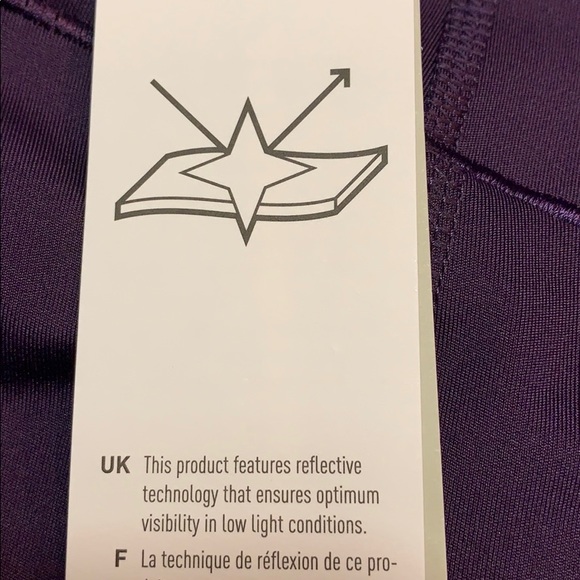 UK This product features reflective
technology that ensures optimum
visibility in low light conditions.
F La technique de réflexion de ce pro-